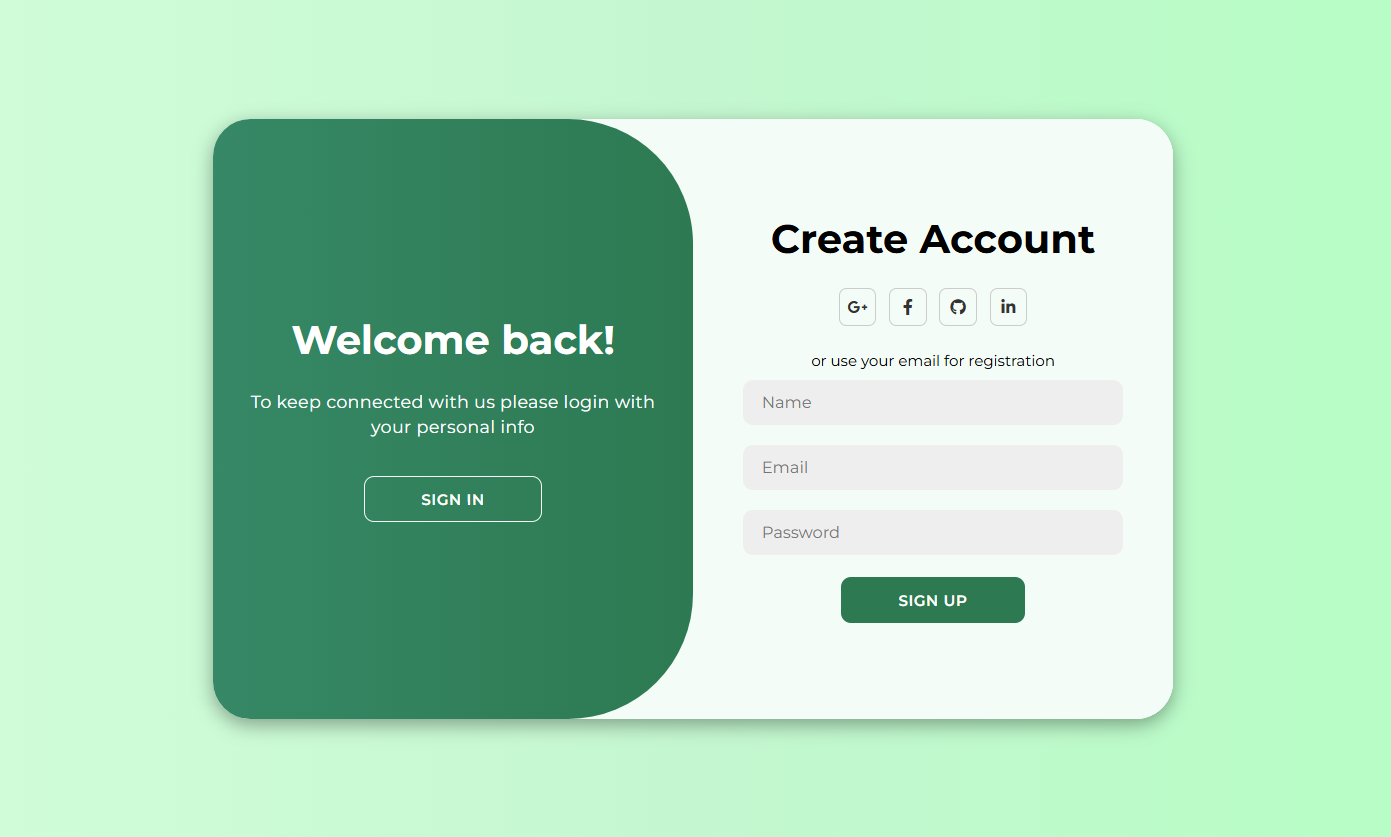 Welcome back!
To keep connected with us please login with
your personal info
SIGN IN
Create Account
G+ f in
or use your email for registration
Name
Email
Password
SIGN UP